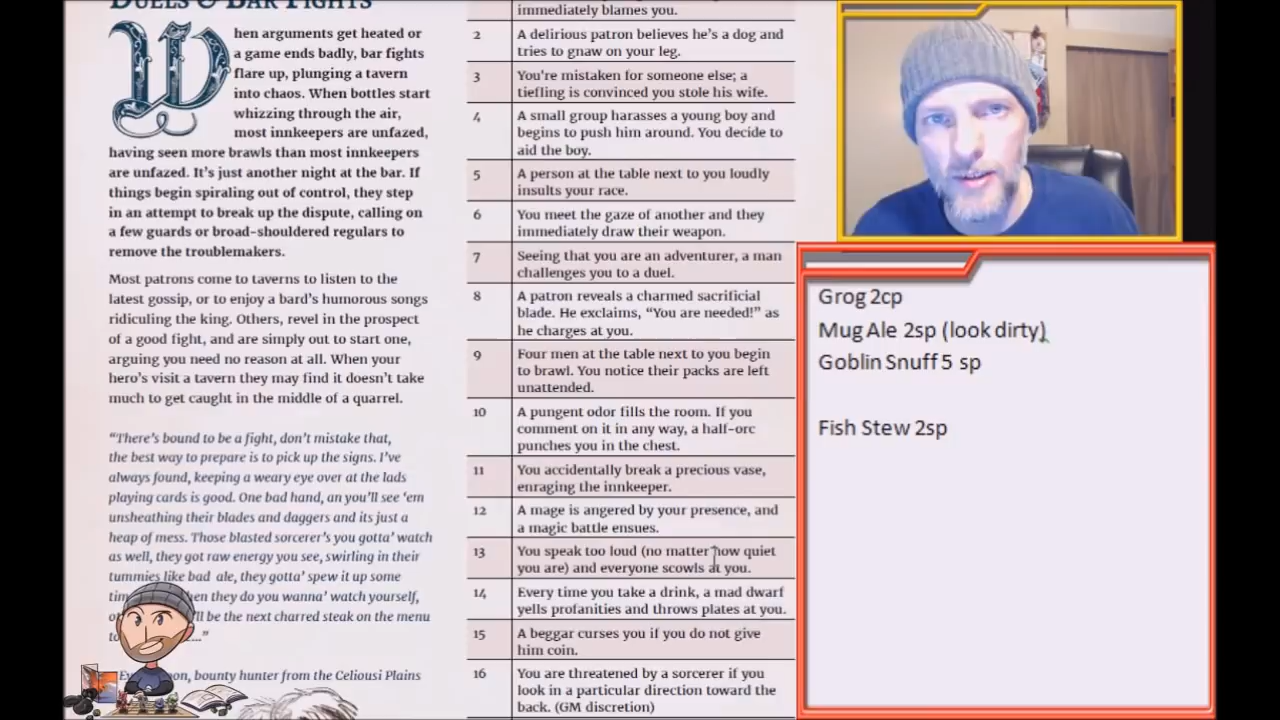 DUELS & BAR FIGHTS
When arguments get heated or
a game ends badly, bar fights
flare up, plunging a tavern
into chaos. When bottles start
whizzing through the air,
most innkeepers are unfazed,
having seen more brawls than most innkeepers
are unfazed. It's just another night at the bar. If
things begin spiraling out of control, they step
in an attempt to break up the dispute, calling on
a few guards or broad-shouldered regulars to
remove the troublemakers.
Most patrons come to taverns to listen to the
latest gossip, or to enjoy a bard's humorous songs
ridiculing the king. Others, revel in the prospect
of a good fight, and are simply out to start one,
arguing you need no reason at all. When your
hero's visit a tavern they may find it doesn't take
much to get caught in the middle of a quarrel.
"There's bound to be a fight, don't mistake that,
the best way to prepare is to pick up the signs. I've
always found, keeping a weary eye over at the lads
playing cards is good. One bad hand, an you'll see 'em
unsheathing their blades and daggers and its just a
heap of mess. Those blasted sorcerer's you gotta' watch
as well, they got raw energy you see, swirling in their
tummies like bad ale, they gotta' spew it up some
they do you wanna' watch yourself,
be the next charred steak on the menu
bounty hunter from the Celiousi Plains
immediately blames you.
2 A delirious patron believes he's a dog and
tries to gnaw on your leg.
3 You're mistaken for someone else; a
tiefling is convinced you stole his wife.
4 A small group harasses a young boy and
begins to push him around. You decide to
aid the boy.
5 A person at the table next to you loudly
insults your race.
6 You meet the gaze of another and they
immediately draw their weapon.
7 Seeing that you are an adventurer, a man
challenges you to a duel.
8 A patron reveals a charmed sacrificial
blade. He exclaims, "You are needed!" as
he charges at you.
9 Four men at the table next to you begin
to brawl. You notice their packs are left
unattended.
10 A pungent odor fills the room. If you
comment on it in any way, a half-orc
punches you in the chest.
11 You accidentally break a precious vase,
enraging the innkeeper.
12 A mage is angered by your presence, and
a magic battle ensues.
13 You speak too loud (no matter how quiet
you are) and everyone scowls at you.
14 Every time you take a drink, a mad dwarf
yells profanities and throws plates at you.
15 A beggar curses you if you do not give
him coin.
16 You are threatened by a sorcerer if you
look in a particular direction toward the
back. (GM discretion)
Grog 2cp
Mug Ale 2sp (look dirty)
Goblin Snuff 5 sp
Fish Stew 2sp